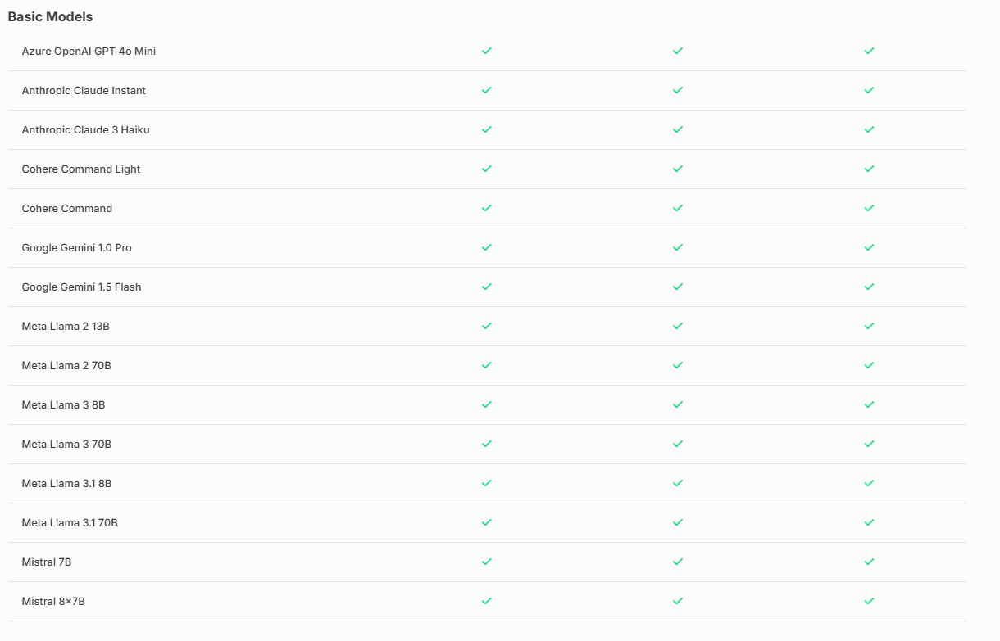 Basic Models
Azure OpenAI GPT 4o Mini
Anthropic Claude Instant
Anthropic Claude 3 Haiku
Cohere Command Light
Cohere Command
Google Gemini 1.0 Pro
Google Gemini 1.5 Flash
Meta Llama 2 13B
Meta Llama 2 70B
Meta Llama 3 8B
Meta Llama 3 70B
Meta Llama 3.1 8B
Meta Llama 3.1 70B
Mistral 7B
Mistral 8×7B